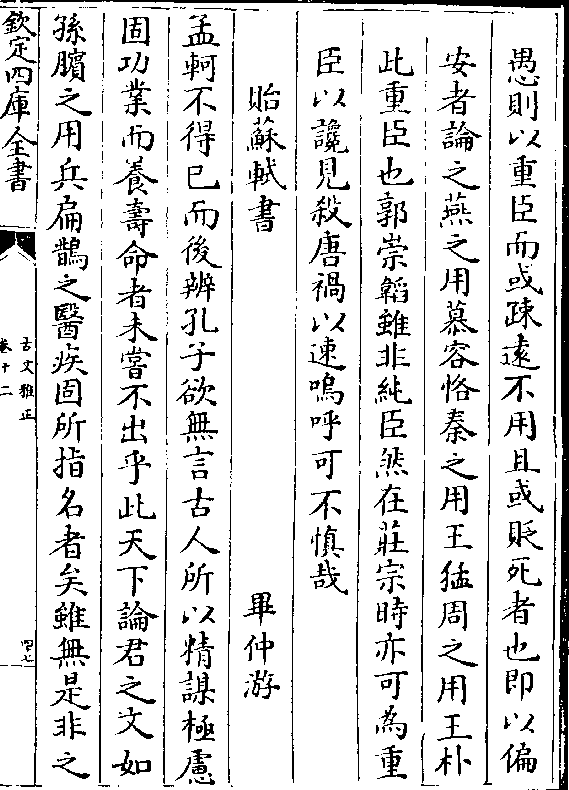 愚則以重臣而或疎遠不用且或貶死者也即以偏
安者論之燕之用慕容恪秦之用王猛周之用王朴
此重臣也郭崇韜雖非純臣然在莊宗時亦可為重
臣以讒見殺唐禍以速嗚呼可不慎哉
貽蘇軾書　畢仲游
孟軻不得已而後辨孔子欲無言古人所以精謀極慮
固功業而養壽命者未嘗不出乎此天下論君之文如
孫臏之用兵扁鵲之醫疾固所指名者矣雖無是非之
欽定四庫全書
古文雅正
卷十二
四七